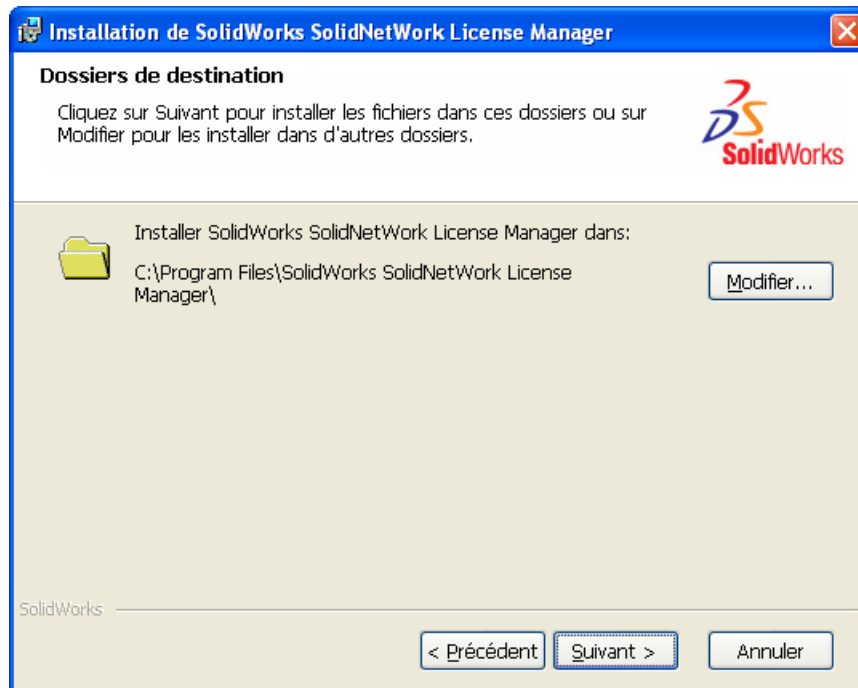 Installation de SolidWorks SolidNetWork License Manager
Dossiers de destination
Cliquez sur Suivant pour installer les fichiers dans ces dossiers ou sur
Modifier pour les installer dans d'autres dossiers.
SolidWorks
Installer SolidWorks SolidNetWork License Manager dans:
C:\Program Files\SolidWorks SolidNetWork License
Manager\
Modifier...
SolidWorks
< Précédent
Suivant >
Annuler